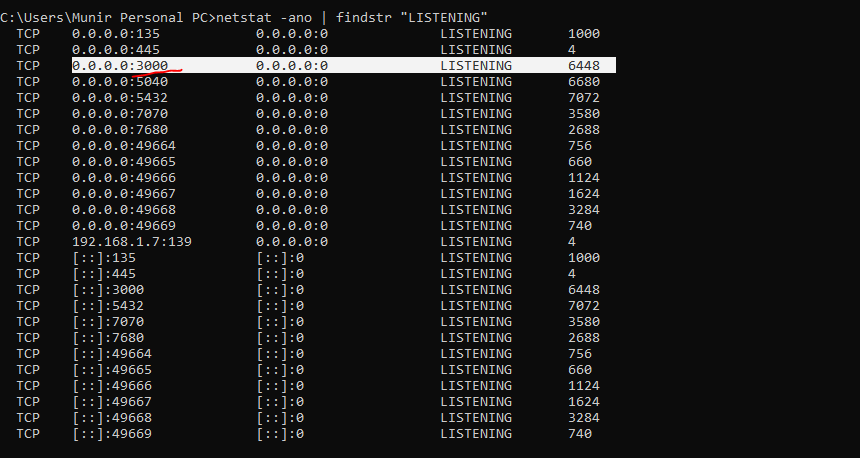 C:\Users\Munir Personal PC>netstat -ano | findstr "LISTENING"
TCP 0.0.0.0:135 0.0.0.0:0 LISTENING 1000
TCP 0.0.0.0:445 0.0.0.0:0 LISTENING 4
TCP 0.0.0.0:3000 0.0.0.0:0 LISTENING 6448
TCP 0.0.0.0:5040 0.0.0.0:0 LISTENING 6680
TCP 0.0.0.0:5432 0.0.0.0:0 LISTENING 7072
TCP 0.0.0.0:7070 0.0.0.0:0 LISTENING 3580
TCP 0.0.0.0:7680 0.0.0.0:0 LISTENING 2688
TCP 0.0.0.0:49664 0.0.0.0:0 LISTENING 756
TCP 0.0.0.0:49665 0.0.0.0:0 LISTENING 660
TCP 0.0.0.0:49666 0.0.0.0:0 LISTENING 1124
TCP 0.0.0.0:49667 0.0.0.0:0 LISTENING 1624
TCP 0.0.0.0:49668 0.0.0.0:0 LISTENING 3284
TCP 0.0.0.0:49669 0.0.0.0:0 LISTENING 740
TCP 192.168.1.7:139 0.0.0.0:0 LISTENING 4
TCP [::]:135 [::]:0 LISTENING 1000
TCP [::]:445 [::]:0 LISTENING 4
TCP [::]:3000 [::]:0 LISTENING 6448
TCP [::]:5432 [::]:0 LISTENING 7072
TCP [::]:7070 [::]:0 LISTENING 3580
TCP [::]:7680 [::]:0 LISTENING 2688
TCP [::]:49664 [::]:0 LISTENING 756
TCP [::]:49665 [::]:0 LISTENING 660
TCP [::]:49666 [::]:0 LISTENING 1124
TCP [::]:49667 [::]:0 LISTENING 1624
TCP [::]:49668 [::]:0 LISTENING 3284
TCP [::]:49669 [::]:0 LISTENING 740